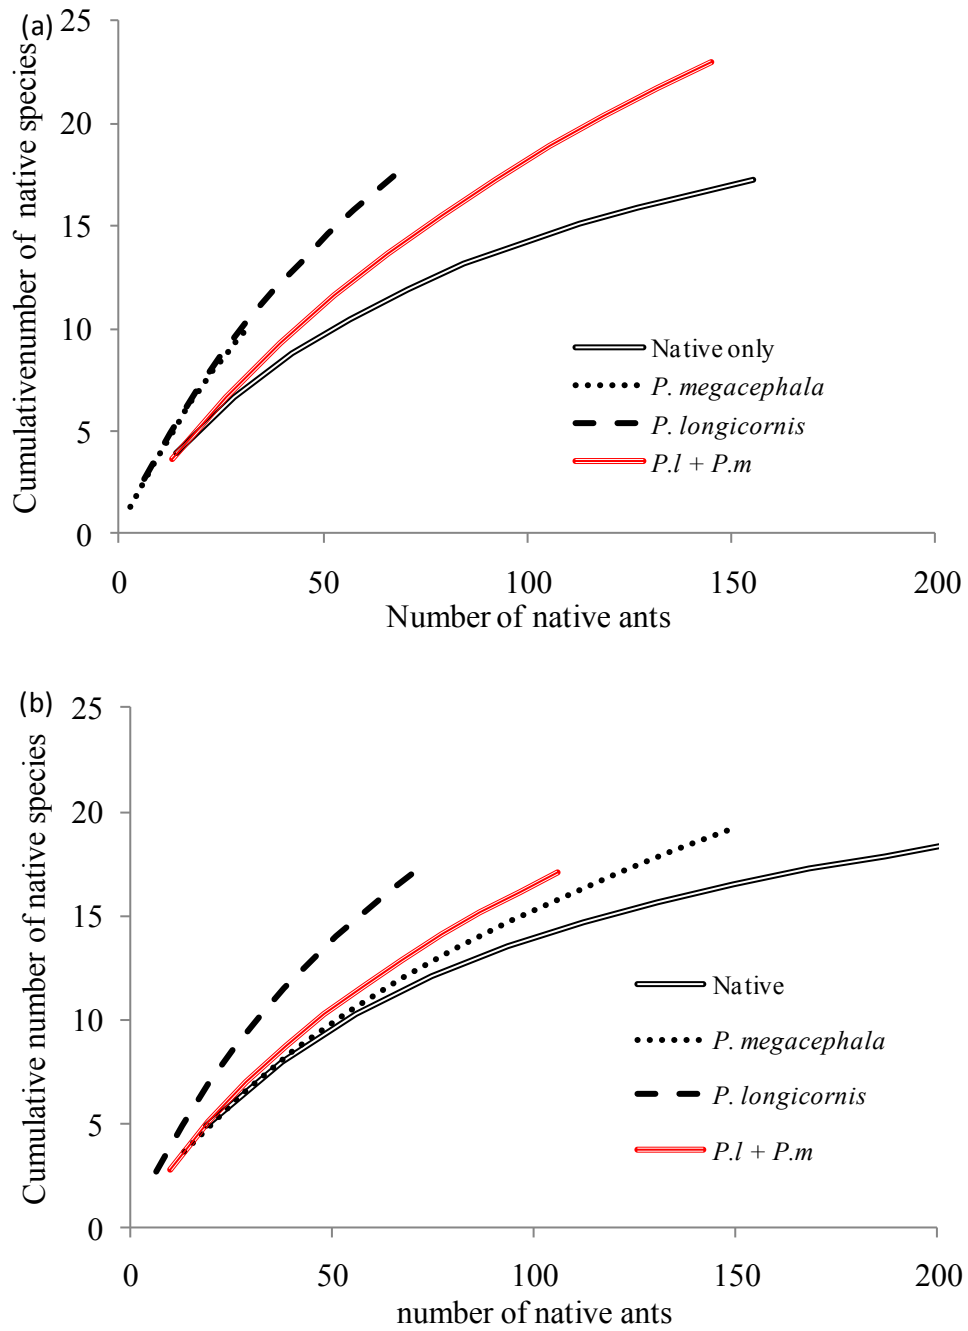 (a)
25
20
15
10
5
0
Cumulativenumber of native species
Native only
P. megacephala
P. longicornis
P.l + P.m
0 50 100 150 200
Number of native ants
(b)
25
20
15
10
5
0
Cumulative number of native species
Native
P. megacephala
P. longicornis
P.l + P.m
0 50 100 150 200
number of native ants